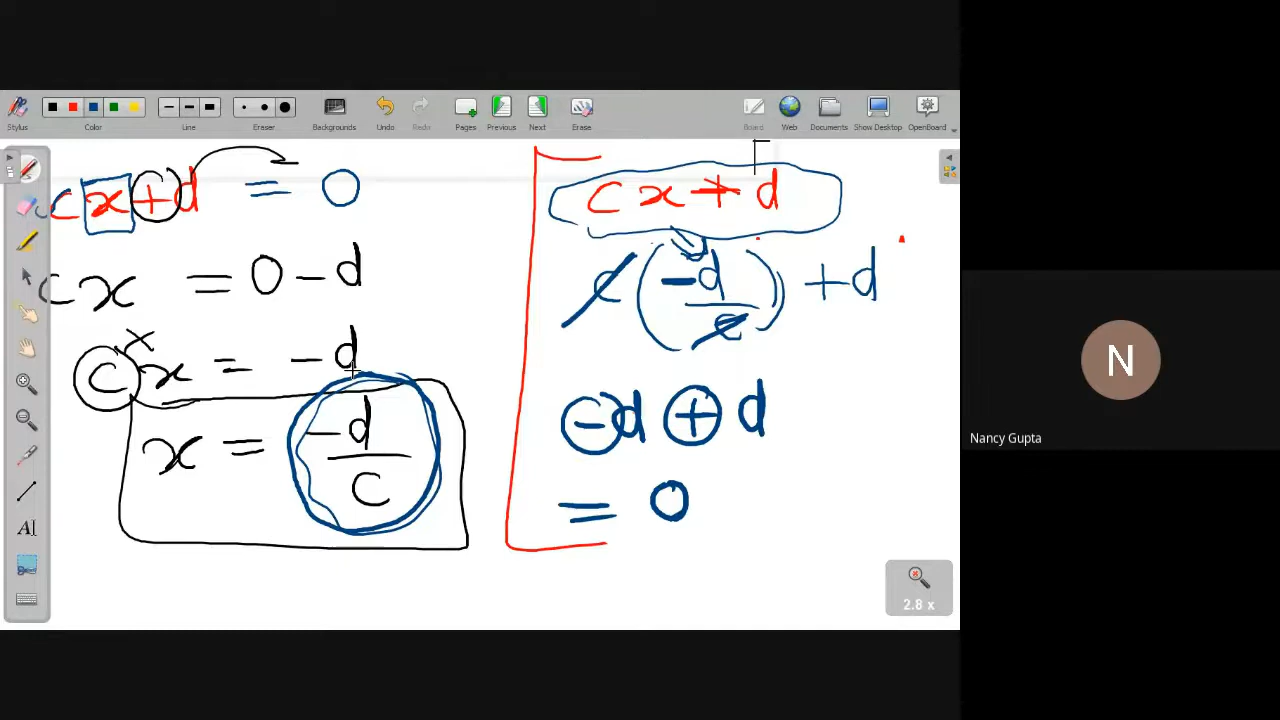 Stylus
Color
Line
Eraser
Backgrounds
Undo
Redo
Pages
Previous
Next
Erase
Board
Web
Documents
Show Desktop
OpenBoard
cx+d = 0
cx = 0-d
cx = -d
x = -d/c
cx+d
c(-d/c)+d
-d+d
= 0
2.8 x
N
Nancy Gupta